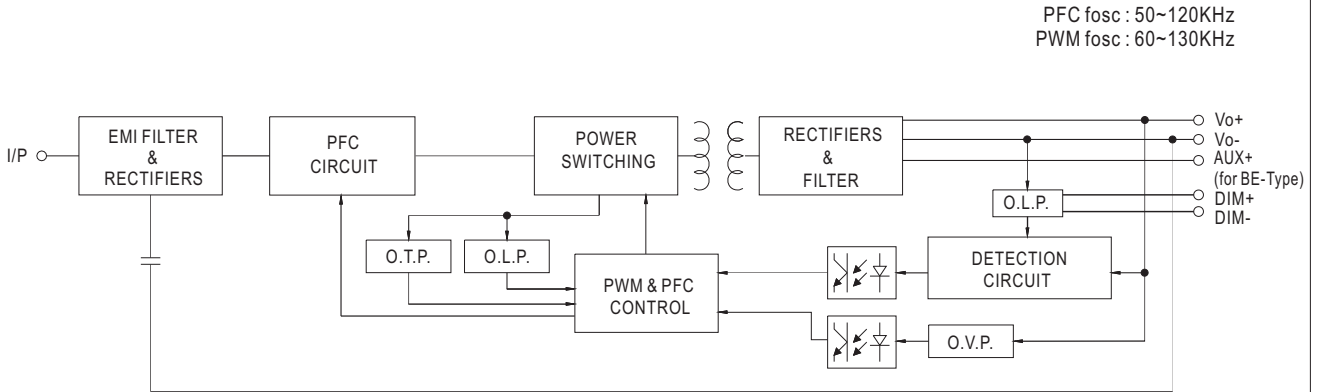 PFC fosc : 50~120KHz
PWM fosc : 60~130KHz
I/P
EMI FILTER
&
RECTIFIERS
PFC
CIRCUIT
POWER
SWITCHING
RECTIFIERS
&
FILTER
Vo+
Vo-
AUX+
(for BE-Type)
DIM+
DIM-
O.L.P.
O.T.P.
O.L.P.
PWM & PFC
CONTROL
DETECTION
CIRCUIT
O.V.P.